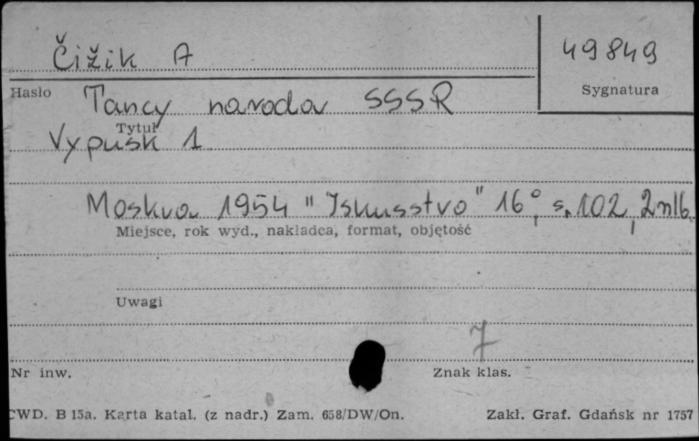 Čižik A
49849
Hasło
Sygnatura
Tancy narodov SSSR
Tytuł
Vypusk 1
Moskva 1954 "Iskusstvo" 16°, s. 102, 2 nlb.
Miejsce, rok wyd., nakładca, format, objętość
Uwagi
7
Nr inw.
Znak klas.
CWD. B 15a. Karta katal. (z nadr.) Zam. 658/DW/On.
Zakł. Graf. Gdańsk nr 1757